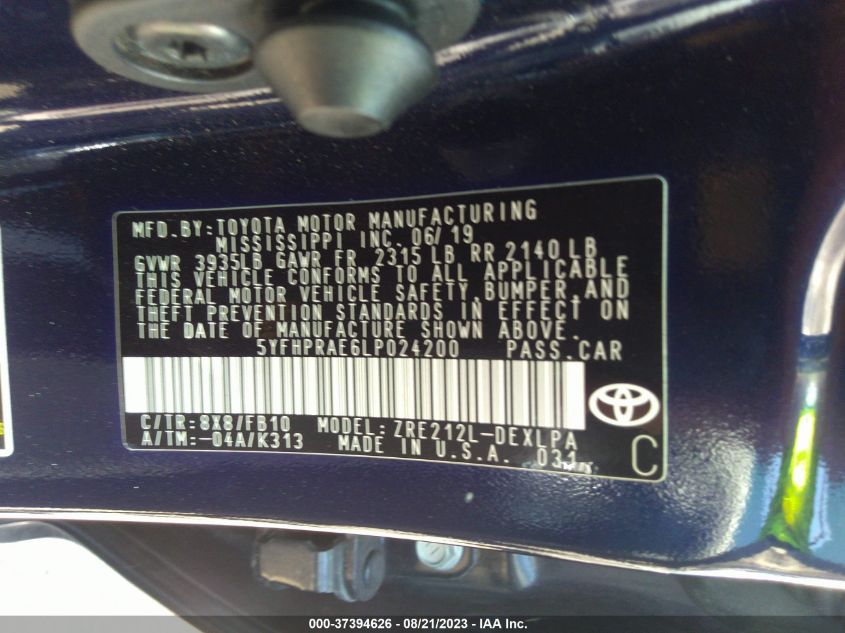 MFD.BY:TOYOTA MOTOR MANUFACTURING
MISSISSIPPI INC. 06/19
GVWR 3935LB GAWR FR 2315 LB RR 2140 LB
THIS VEHICLE CONFORMS TO ALL APPLICABLE
FEDERAL MOTOR VEHICLE SAFETY,BUMPER,AND
THEFT PREVENTION STANDARDS IN EFFECT ON
THE DATE OF MANUFACTURE SHOWN ABOVE.
5YFHPRAE6LP024200 PASS.CAR
C/TR:8X8/FB10 MODEL:ZRE212L-DEXLPA
A/TM:-04A/K313 MADE IN U.S.A. 031
C
000-37394626 - 08/21/2023 - IAA Inc.